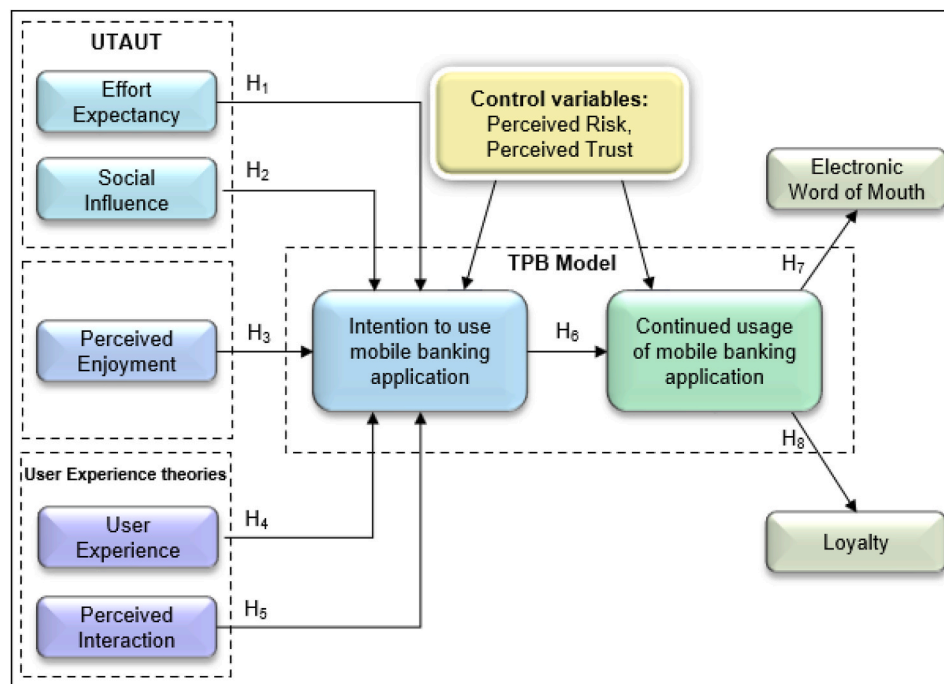 UTAUT
Effort
Expectancy
H₁
Social
Influence
H₂
Control variables:
Perceived Risk,
Perceived Trust
Electronic
Word of Mouth
H₇
TPB Model
Perceived
Enjoyment
H₃
Intention to use
mobile banking
application
H₆
Continued usage
of mobile banking
application
H₈
User Experience theories
User
Experience
H₄
Perceived
Interaction
H₅
Loyalty